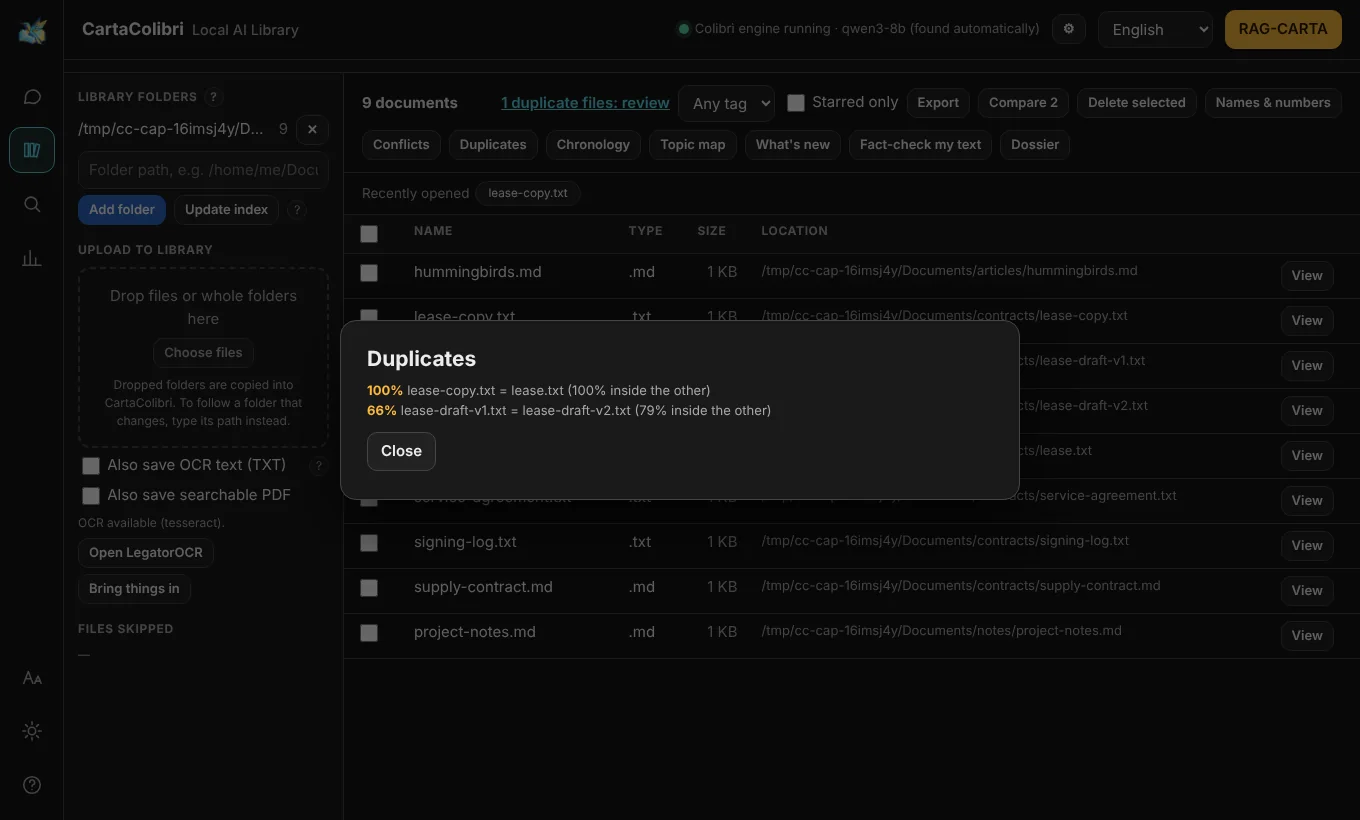 CartaColibri Local AI Library
Colibri engine running · qwen3-8b (found automatically)
English
RAG-CARTA
LIBRARY FOLDERS ?
/tmp/cc-cap-16imsj4y/D... 9 ×
Folder path, e.g. /home/me/Docu
Add folder Update index ?
UPLOAD TO LIBRARY
Drop files or whole folders
here
Choose files
Dropped folders are copied into
CartaColibri. To follow a folder that
changes, type its path instead.
Also save OCR text (TXT) ?
Also save searchable PDF
OCR available (tesseract).
Open LegatorOCR
Bring things in
FILES SKIPPED
—
AA
?
9 documents 1 duplicate files: review Any tag Starred only Export Compare 2 Delete selected Names & numbers
Conflicts Duplicates Chronology Topic map What's new Fact-check my text Dossier
Recently opened lease-copy.txt
NAME TYPE SIZE LOCATION
hummingbirds.md .md 1 KB /tmp/cc-cap-16imsj4y/Documents/articles/hummingbirds.md View
lease-copy.txt .txt 1 KB /tmp/cc-cap-16imsj4y/Documents/contracts/lease-copy.txt View
cts/lease-draft-v1.txt View
cts/lease-draft-v2.txt View
cts/lease.txt View
service-agreement.txt .txt 1 KB cts/service-agreement.txt View
signing-log.txt .txt 1 KB /tmp/cc-cap-16imsj4y/Documents/contracts/signing-log.txt View
supply-contract.md .md 1 KB /tmp/cc-cap-16imsj4y/Documents/contracts/supply-contract.md View
project-notes.md .md 1 KB /tmp/cc-cap-16imsj4y/Documents/notes/project-notes.md View
Duplicates
100% lease-copy.txt = lease.txt (100% inside the other)
66% lease-draft-v1.txt = lease-draft-v2.txt (79% inside the other)
Close